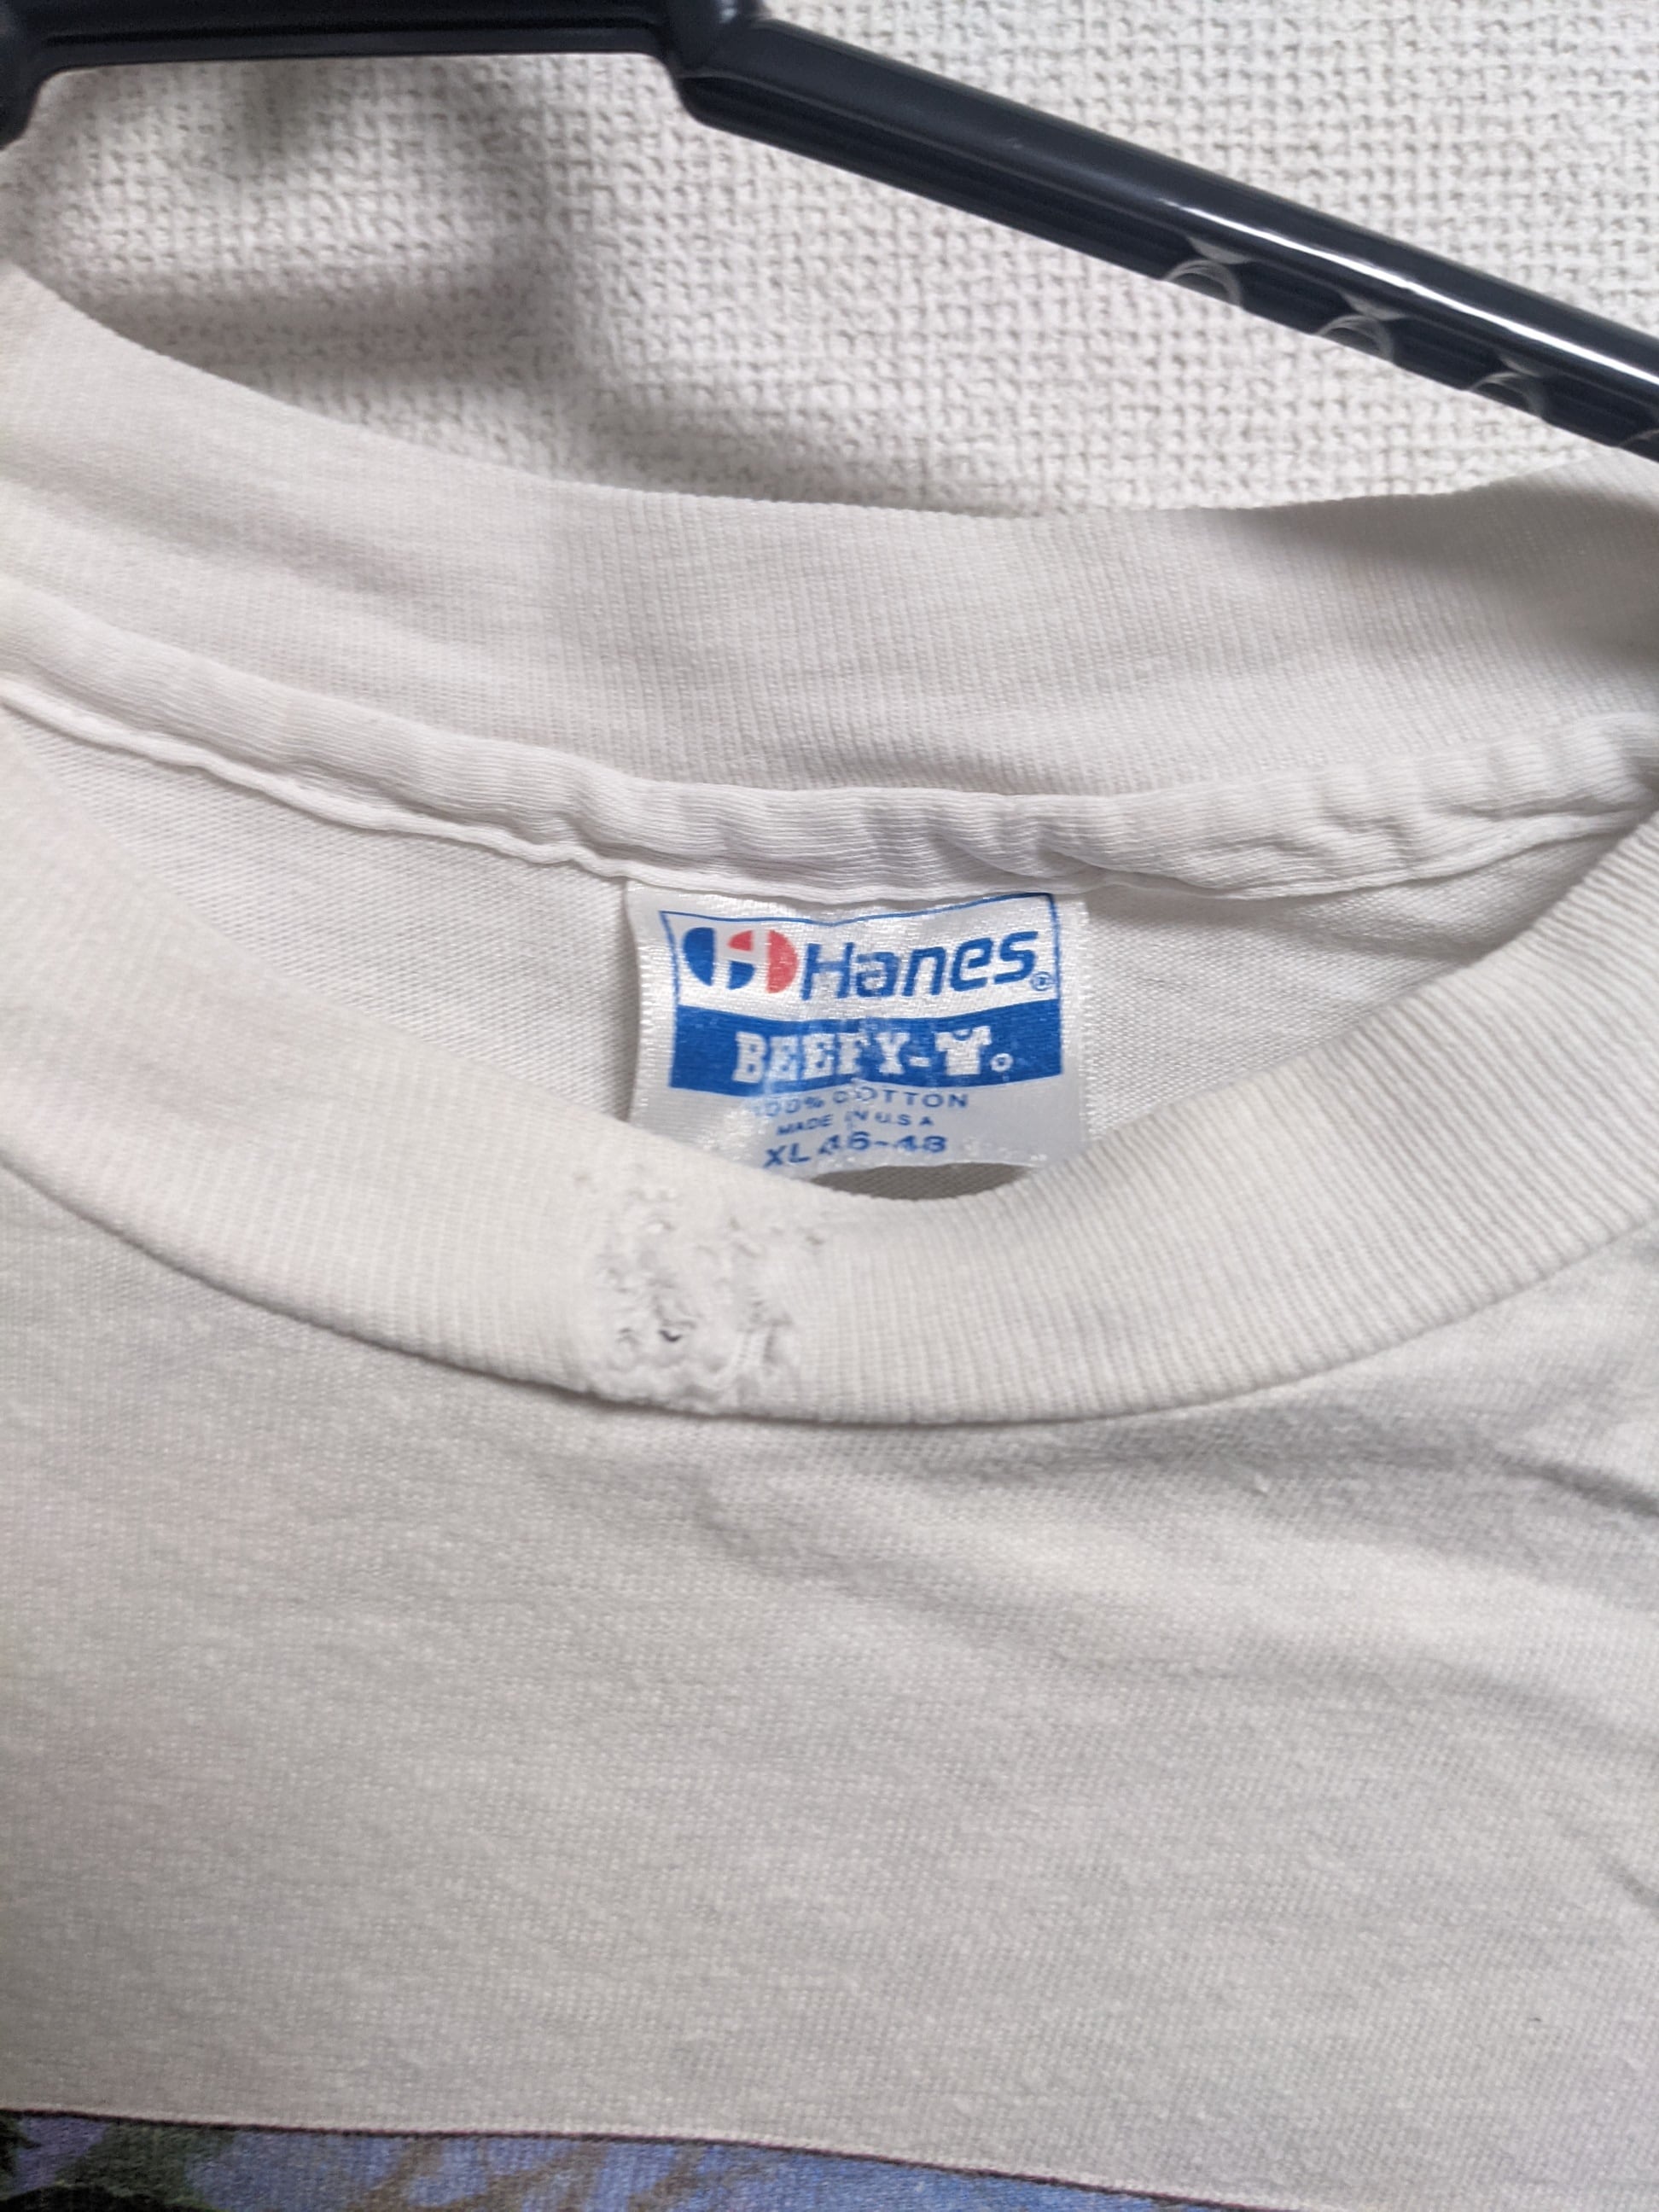 Hanes®
BEEFY-T®
100% COTTON
MADE IN U.S.A
XL 46-48